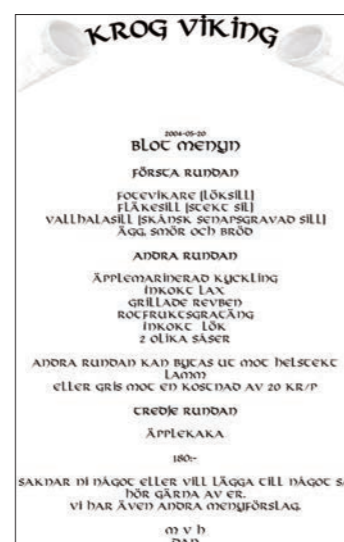 KROG VIKING
2004-05-20
BLOT MENYN
FÖRSTA RUNDAN
FOTEVIKARE [LÖKSILL]
FLÄKESILL [STEKT SIL]
VALLHALASILL [SKÅNSK SENAPSGRAVAD SILL]
ÄGG, SMÖR OCH BRÖD
ANDRA RUNDAN
ÄPPLEMARINERAD KYCKLING
INKOKT LAX
GRILLADE REVBEN
ROTFRUKTSGRATÄNG
INKOKT LÖK
2 OLIKA SÅSER
ANDRA RUNDAN KAN BYTAS UT MOT HELSTEKT
LAMM
ELLER GRIS MOT EN KOSTNAD AV 20 KR/P
TREDJE RUNDAN
ÄPPLEKAKA
180:-
SAKNAR NI NÅGOT ELLER VILL LÄGGA TILL NÅGOT
HÖR GÄRNA AV ER.
VI HAR ÄVEN ANDRA MENYFÖRSLAG.
M V H
DAN